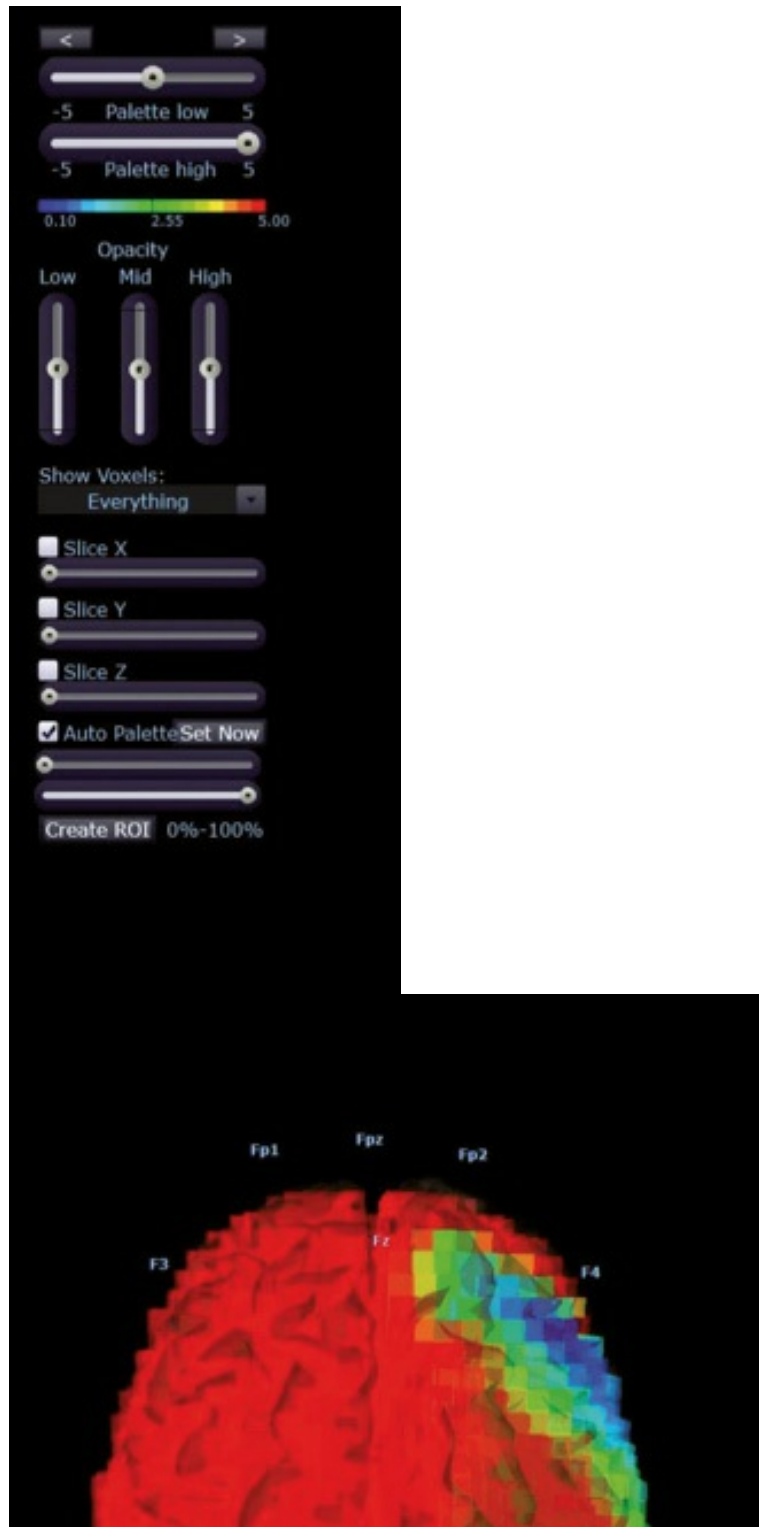 < >
-5 Palette low 5
-5 Palette high 5
0.10 2.55 5.00
Opacity
Low Mid High
Show Voxels:
Everything
Slice X
Slice Y
Slice Z
Auto Palette Set Now
Create ROI 0%-100%
Fpz
Fp1 Fp2
Fz
F3 F4